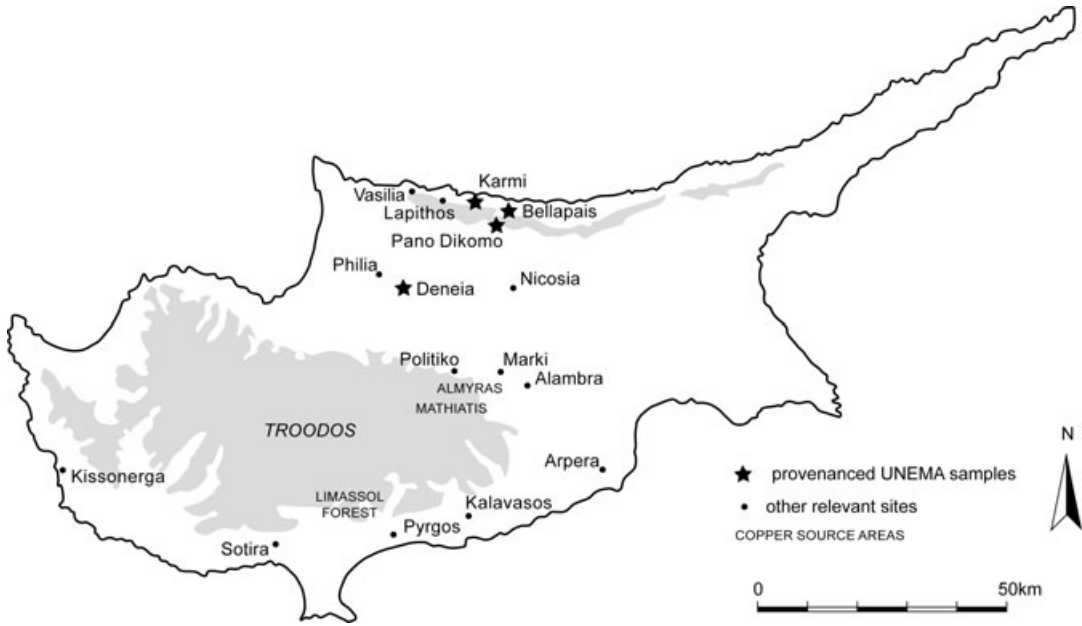 Karmi
Vasilia
Lapithos
Bellapais
Pano Dikomo
Philia
Deneia
Nicosia
Politiko
Marki
ALMYRAS
Alambra
MATHIATIS
TROODOS
N
Arpera
Kissonerga
provenanced UNEMA samples
LIMASSOL
FOREST
Kalavasos
other relevant sites
Pyrgos
COPPER SOURCE AREAS
Sotira
0
50km